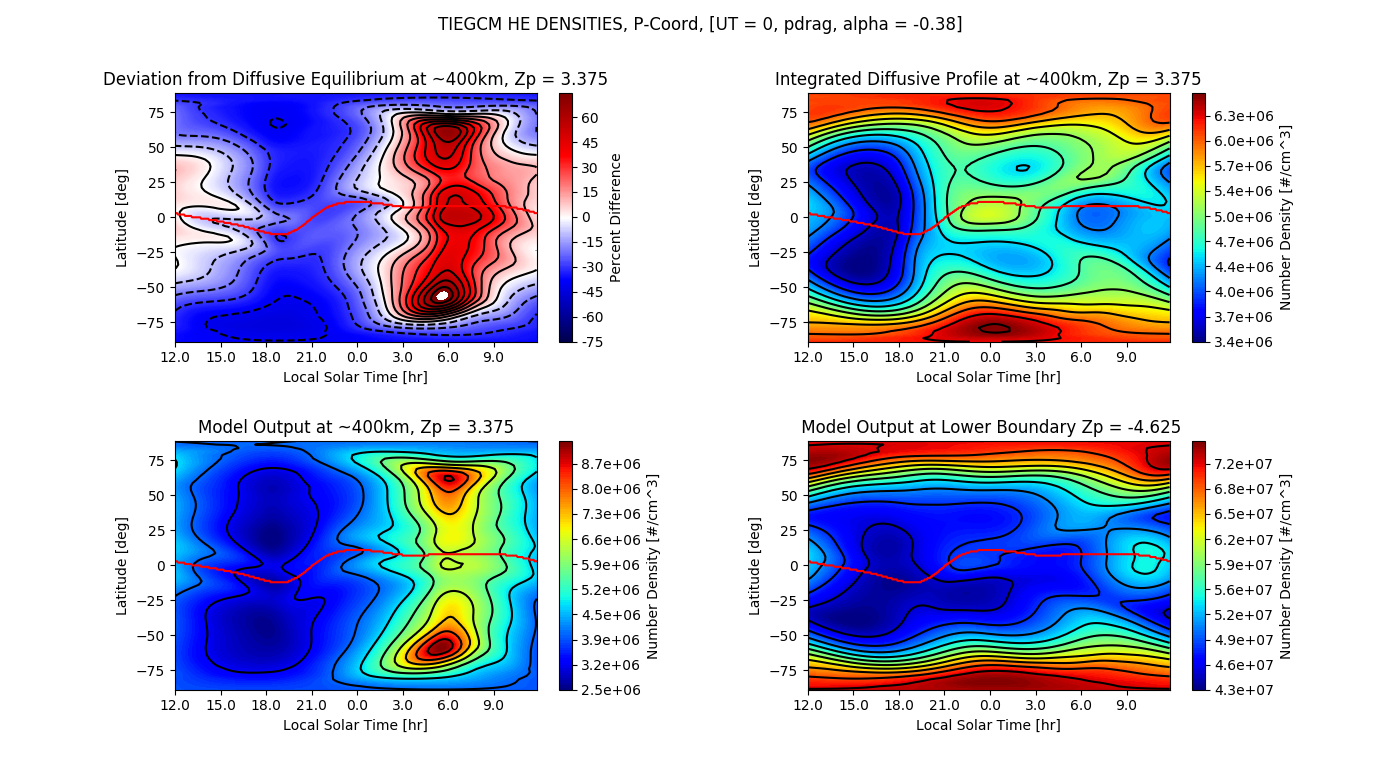 TIEGCM HE DENSITIES, P-Coord, [UT = 0, pdrag, alpha = -0.38]
Deviation from Diffusive Equilibrium at ~400km, Zp = 3.375
75
50
25
0
−25
−50
−75
Latitude [deg]
12.0 15.0 18.0 21.0 0.0 3.0 6.0 9.0
Local Solar Time [hr]
60
45
30
15
0
-15
-30
-45
-60
-75
Percent Difference
Integrated Diffusive Profile at ~400km, Zp = 3.375
75
50
25
0
−25
−50
−75
Latitude [deg]
12.0 15.0 18.0 21.0 0.0 3.0 6.0 9.0
Local Solar Time [hr]
6.3e+06
6.0e+06
5.7e+06
5.4e+06
5.0e+06
4.7e+06
4.4e+06
4.0e+06
3.7e+06
3.4e+06
Number Density [#/cm^3]
Model Output at ~400km, Zp = 3.375
75
50
25
0
−25
−50
−75
Latitude [deg]
12.0 15.0 18.0 21.0 0.0 3.0 6.0 9.0
Local Solar Time [hr]
8.7e+06
8.0e+06
7.3e+06
6.6e+06
5.9e+06
5.2e+06
4.5e+06
3.9e+06
3.2e+06
2.5e+06
Number Density [#/cm^3]
Model Output at Lower Boundary Zp = -4.625
75
50
25
0
−25
−50
−75
Latitude [deg]
12.0 15.0 18.0 21.0 0.0 3.0 6.0 9.0
Local Solar Time [hr]
7.2e+07
6.8e+07
6.5e+07
6.2e+07
5.9e+07
5.6e+07
5.2e+07
4.9e+07
4.6e+07
4.3e+07
Number Density [#/cm^3]